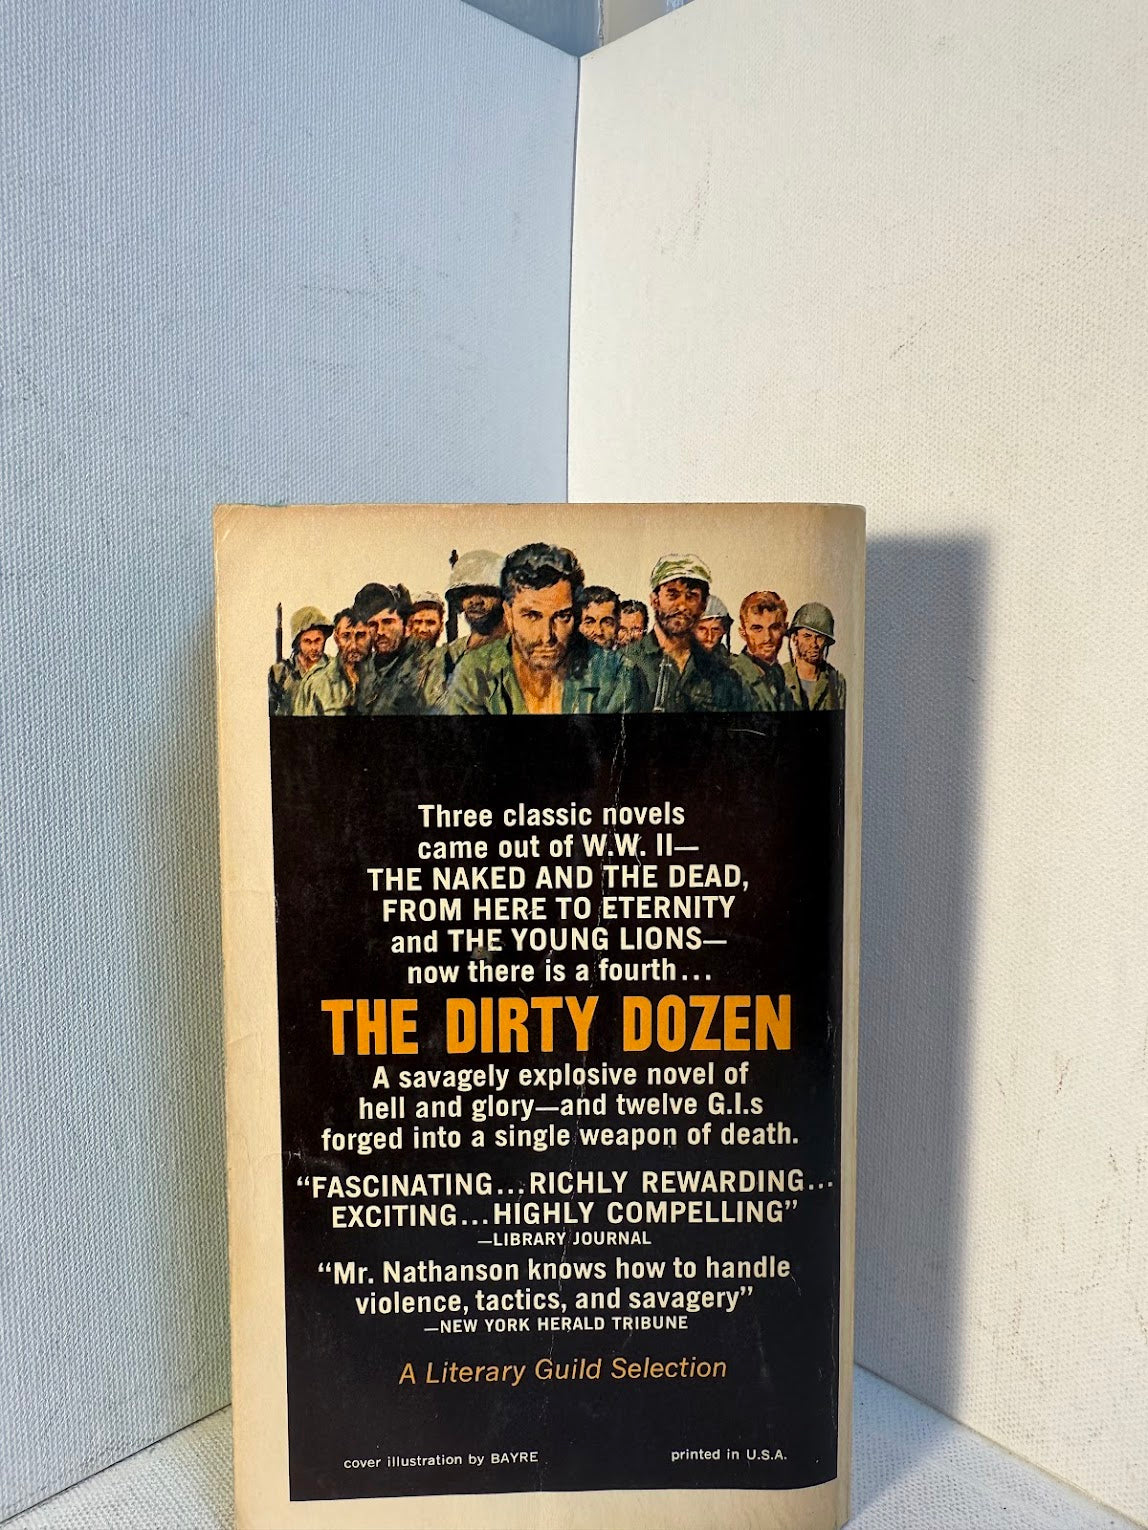 Three classic novels
came out of W.W. II—
THE NAKED AND THE DEAD,
FROM HERE TO ETERNITY
and THE YOUNG LIONS—
now there is a fourth...
THE DIRTY DOZEN
A savagely explosive novel of
hell and glory—and twelve G.I.s
forged into a single weapon of death.
“FASCINATING...RICHLY REWARDING...
EXCITING...HIGHLY COMPELLING”
—LIBRARY JOURNAL
“Mr. Nathanson knows how to handle
violence, tactics, and savagery”
—NEW YORK HERALD TRIBUNE
A Literary Guild Selection
cover illustration by BAYRE
printed in U.S.A.